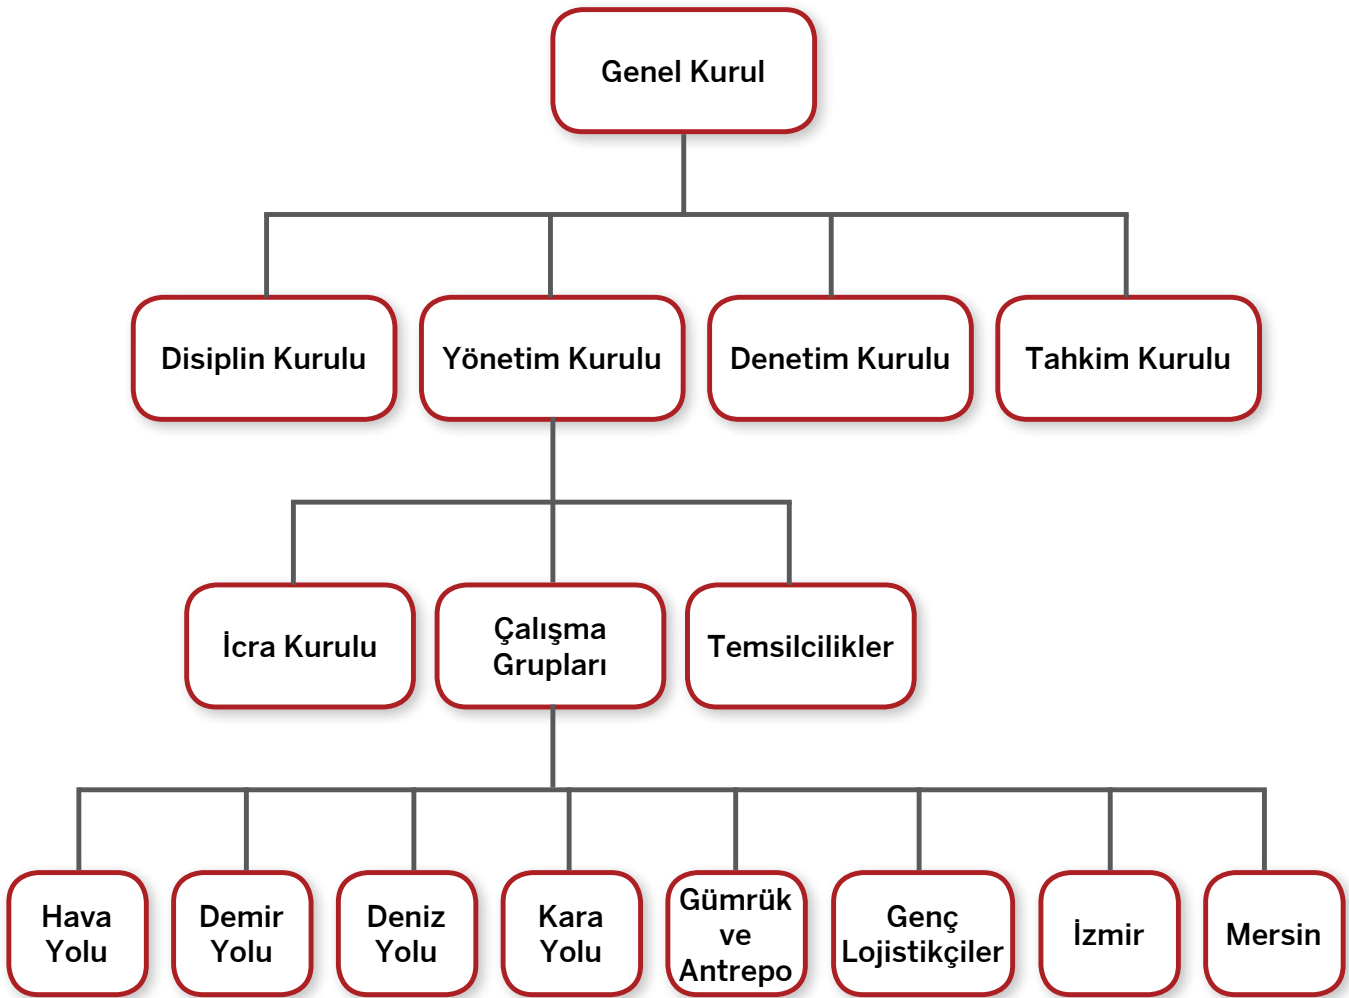 Genel Kurul
Disiplin Kurulu
Yönetim Kurulu
Denetim Kurulu
Tahkim Kurulu
İcra Kurulu
Çalışma
Grupları
Temsilcilikler
Hava
Yolu
Demir
Yolu
Deniz
Yolu
Kara
Yolu
Gümrük
ve
Antrepo
Genç
Lojistikçiler
İzmir
Mersin